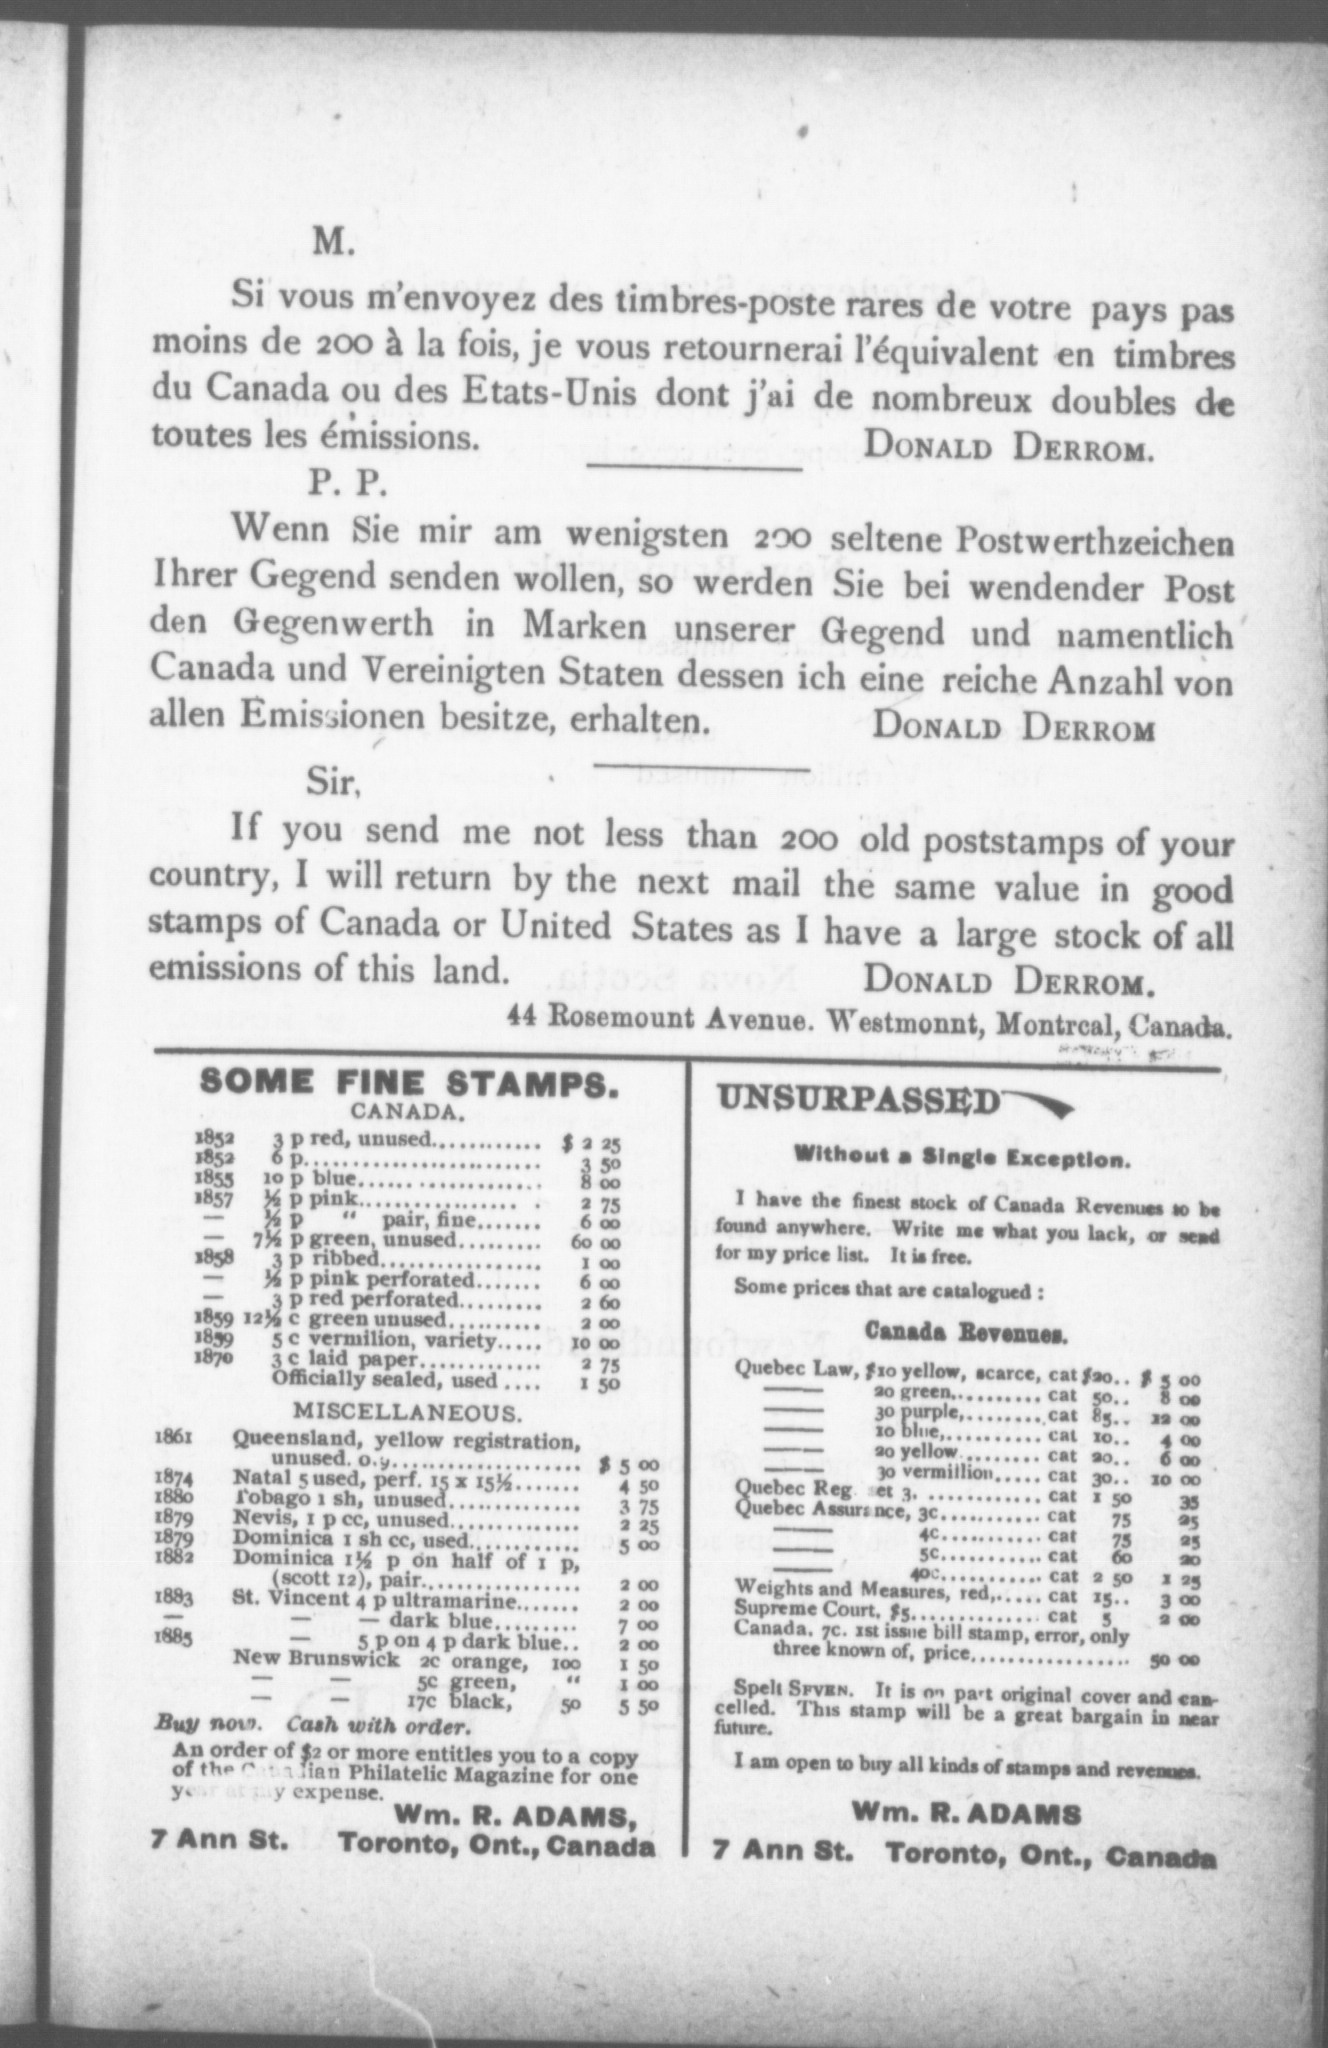 M.
Si vous m'envoyez des timbres-poste rares de votre pays pas
moins de 200 à la fois, je vous retournerai l'équivalent en timbres
du Canada ou des Etats-Unis dont j'ai de nombreux doubles de
toutes les émissions. DONALD DERROM.
P. P.
Wenn Sie mir am wenigsten 200 seltene Postwerthzeichen
Ihrer Gegend senden wollen, so werden Sie bei wendender Post
den Gegenwerth in Marken unserer Gegend und namentlich
Canada und Vereinigten Staten dessen ich eine reiche Anzahl von
allen Emissionen besitze, erhalten. DONALD DERROM
Sir,
If you send me not less than 200 old poststamps of your
country, I will return by the next mail the same value in good
stamps of Canada or United States as I have a large stock of all
emissions of this land. DONALD DERROM.
44 Rosemount Avenue. Westmonnt, Montreal, Canada.
SOME FINE STAMPS.
CANADA.
1852 3 p red, unused............ $ 2 25
1852 6 p.......................... 3 50
1855 10 p blue.................... 8 00
1857 ½ p pink................... 2 75
— ½ p " pair, fine....... 6 00
— 7½ p green, unused......... 60 00
1858 3 p ribbed.................. 1 00
— ½ p pink perforated....... 6 00
— 3 p red perforated......... 2 60
1859 12½ c green unused.......... 2 00
1859 5 c vermilion, variety..... 10 00
1870 3 c laid paper............. 2 75
Officially sealed, used .... 1 50
MISCELLANEOUS.
1861 Queensland, yellow registration,
unused. o.g.................... $ 5 00
1874 Natal 5 used, perf. 15 x 15½....... 4 50
1880 Tobago 1 sh, unused.............. 3 75
1879 Nevis, 1 p cc, unused.............. 2 25
1879 Dominica 1 sh cc, used............ 5 00
1882 Dominica 1½ p on half of 1 p,
(scott 12), pair................. 2 00
1883 St. Vincent 4 p ultramarine....... 2 00
— — — dark blue......... 7 00
1885 — 5 p on 4 p dark blue.. 2 00
New Brunswick 2c orange, 100 1 50
— — 5c green, " 1 00
— — 17c black, 50 5 50
Buy now. Cash with order.
An order of $2 or more entitles you to a copy
of the Canadian Philatelic Magazine for one
year at my expense.
Wm. R. ADAMS,
7 Ann St. Toronto, Ont., Canada
UNSURPASSED
Without a Single Exception.
I have the finest stock of Canada Revenues to be
found anywhere. Write me what you lack, or send
for my price list. It is free.
Some prices that are catalogued :
Canada Revenues.
Quebec Law, $10 yellow, scarce, cat $20.. $ 5 00
—— 20 green,......... cat 50.. 8 00
—— 30 purple,........ cat 85.. 12 00
—— 10 blue,.......... cat 10.. 4 00
—— 20 yellow......... cat 20.. 6 00
—— 30 vermillion..... cat 30.. 10 00
Quebec Reg. set 3. ............ cat 1 50 35
Quebec Assurance, 3c.......... cat 75 25
—— 4c.......... cat 75 25
—— 5c.......... cat 60 20
—— 40c.......... cat 2 50 1 25
Weights and Measures, red,..... cat 15.. 3 00
Supreme Court, $5............. cat 5 2 00
Canada, 7c. 1st issue bill stamp, error, only
three known of, price................ 50 00
Spelt SPVEN. It is on part original cover and can-
celled. This stamp will be a great bargain in near
future.
I am open to buy all kinds of stamps and revenues.
Wm. R. ADAMS
7 Ann St. Toronto, Ont., Canada